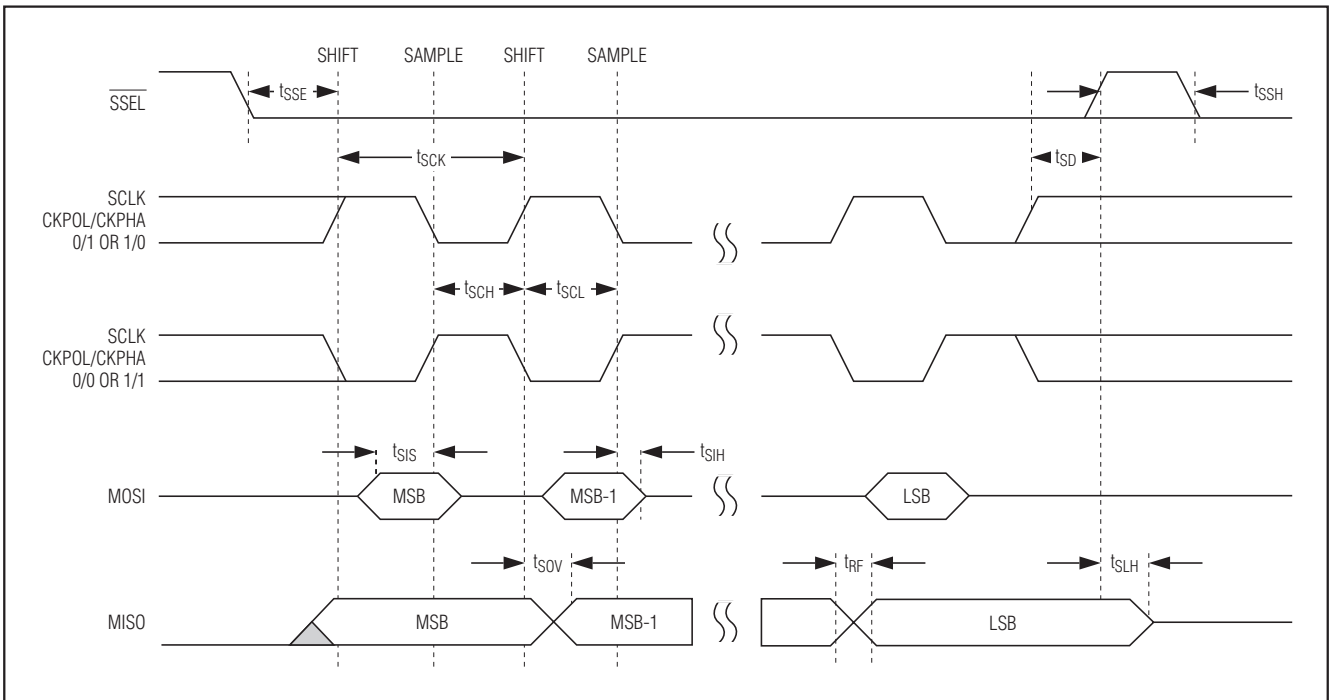 SHIFT SAMPLE SHIFT SAMPLE
SSEL
tSSE
tSSH
tSCK
tSD
SCLK
CKPOL/CKPHA
0/1 OR 1/0
tSCH
tSCL
SCLK
CKPOL/CKPHA
0/0 OR 1/1
tSIS
tSIH
MOSI
MSB
MSB-1
LSB
tSOV
tRF
tSLH
MISO
MSB
MSB-1
LSB